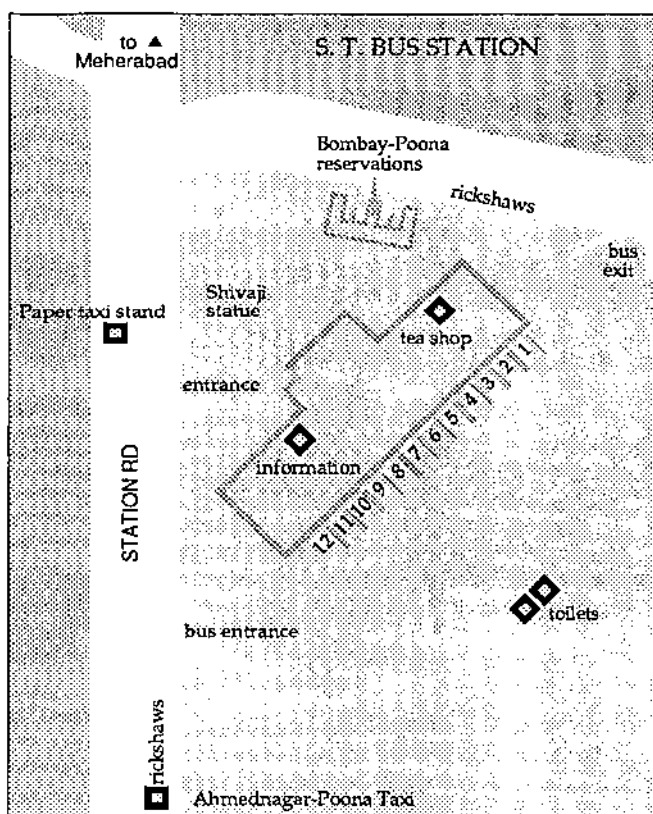 to ▲
Meherabad
S. T. BUS STATION
Bombay-Poona
reservations
rickshaws
bus
exit
Shivaji
statue
Paper taxi stand
tea shop
entrance
1
2
3
4
5
6
7
8
9
10
11
12
information
STATION RD
toilets
bus entrance
rickshaws
Ahmednagar-Poona Taxi